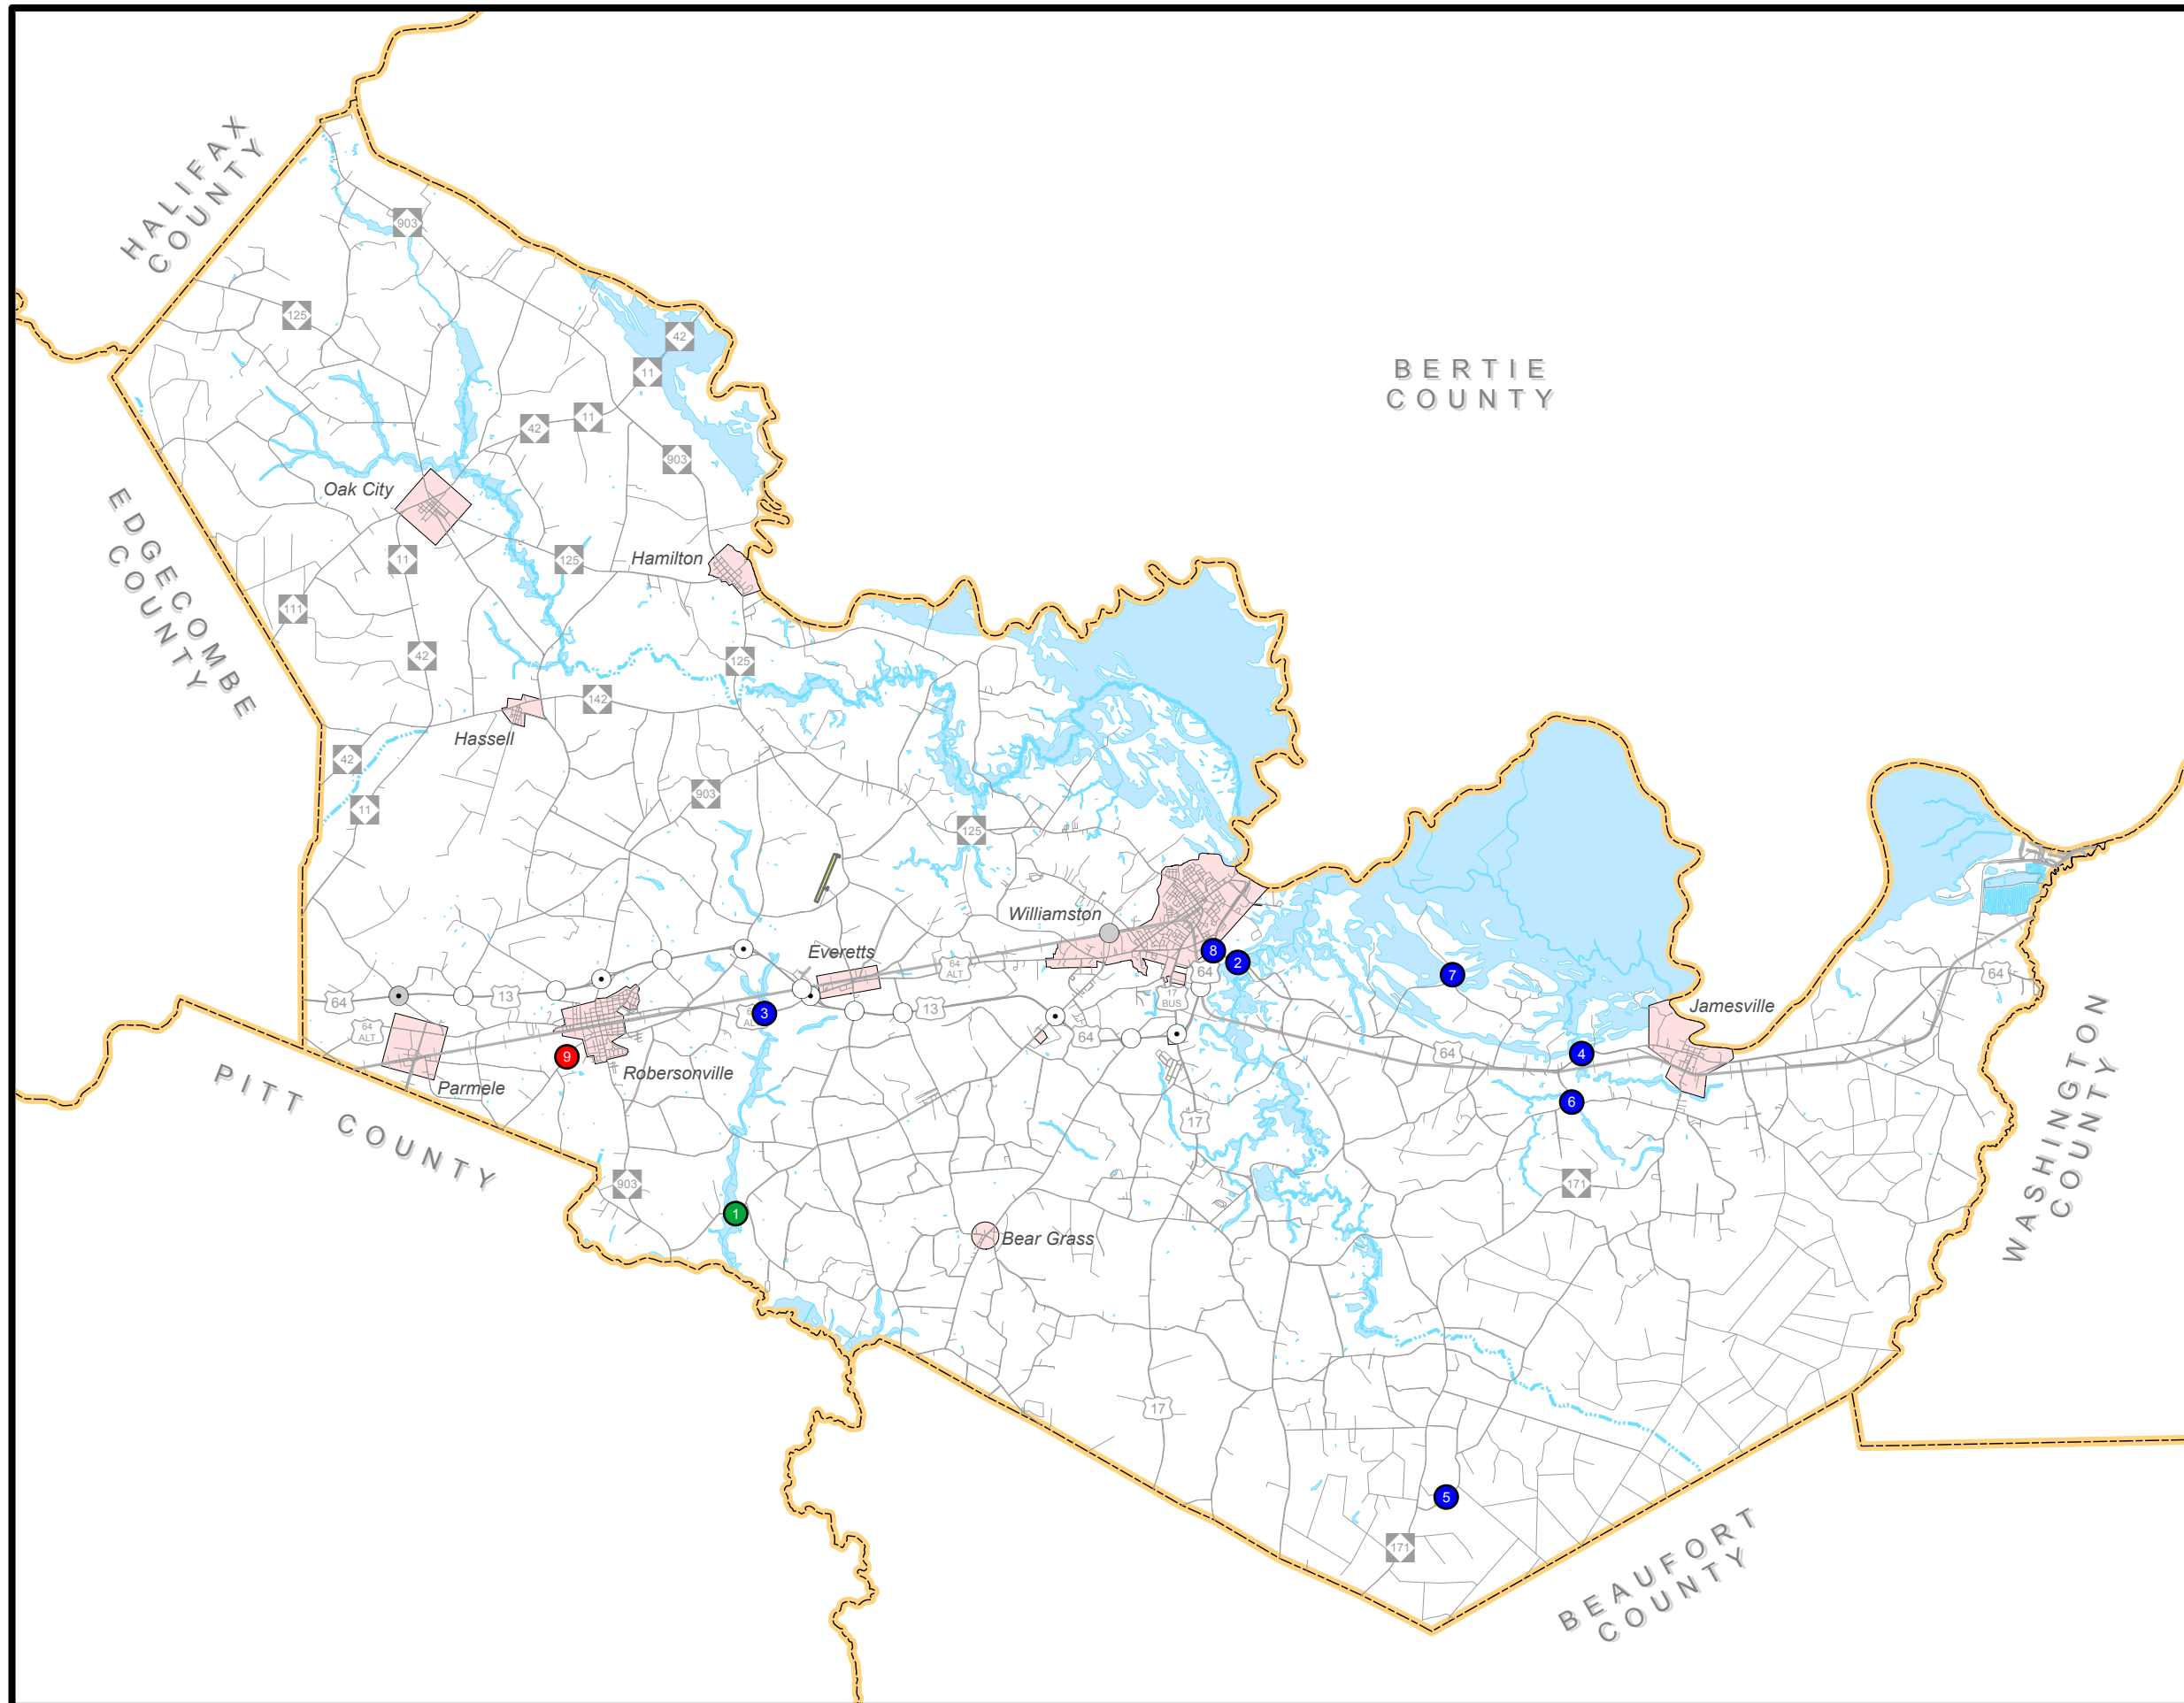 HALIFAX
COUNTY
903
125
42
11
BERTIE
COUNTY
11
42
903
Oak City
EDGECOMBE
COUNTY
11
125
Hamilton
111
42
125
142
Hassell
42
903
11
125
Williamston
Everetts
8
2
64
ALT
64
7
64
64
13
17
BUS
Jamesville
13
3
64
ALT
64
64
4
9
Robersonville
Parmele
PITT COUNTY
6
17
WASHINGTON
COUNTY
903
171
1
Bear Grass
17
5
171
BEAUFORT
COUNTY